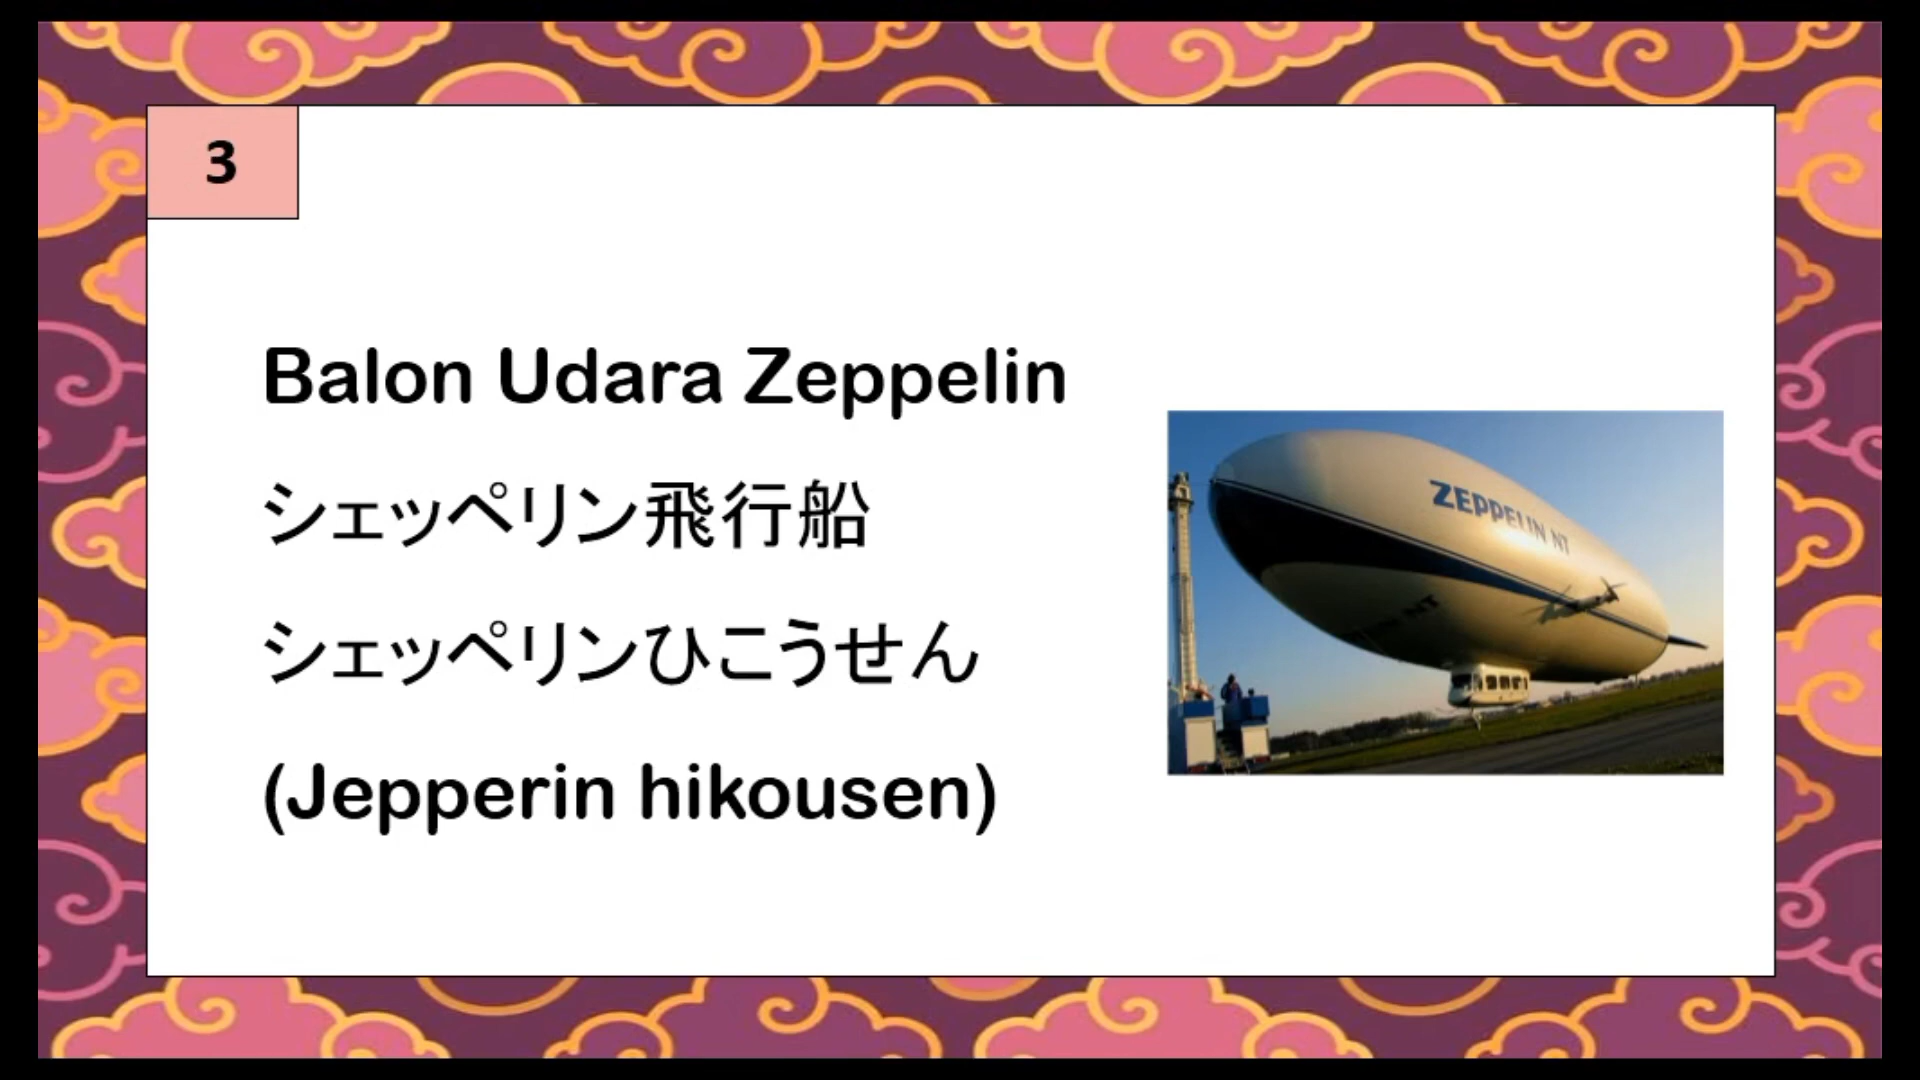 3
Balon Udara Zeppelin
シェッペリン飛行船
シェッペリンひこうせん
(Jepperin hikousen)
ZEPPELIN NT